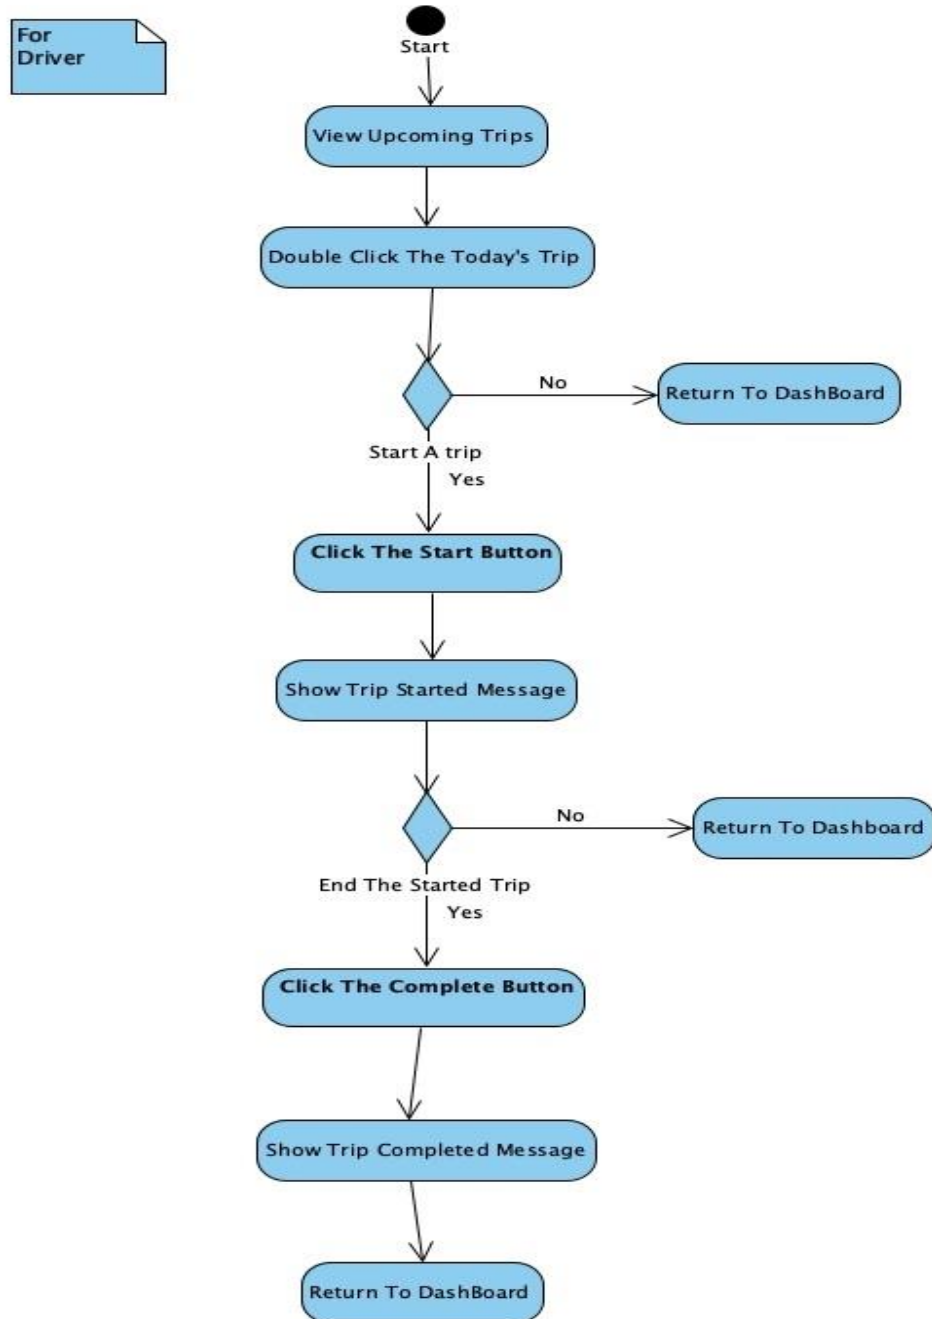 For
Driver
Start
View Upcoming Trips
Double Click The Today's Trip
No
Return To DashBoard
Start A trip
Yes
Click The Start Button
Show Trip Started Message
No
Return To Dashboard
End The Started Trip
Yes
Click The Complete Button
Show Trip Completed Message
Return To DashBoard